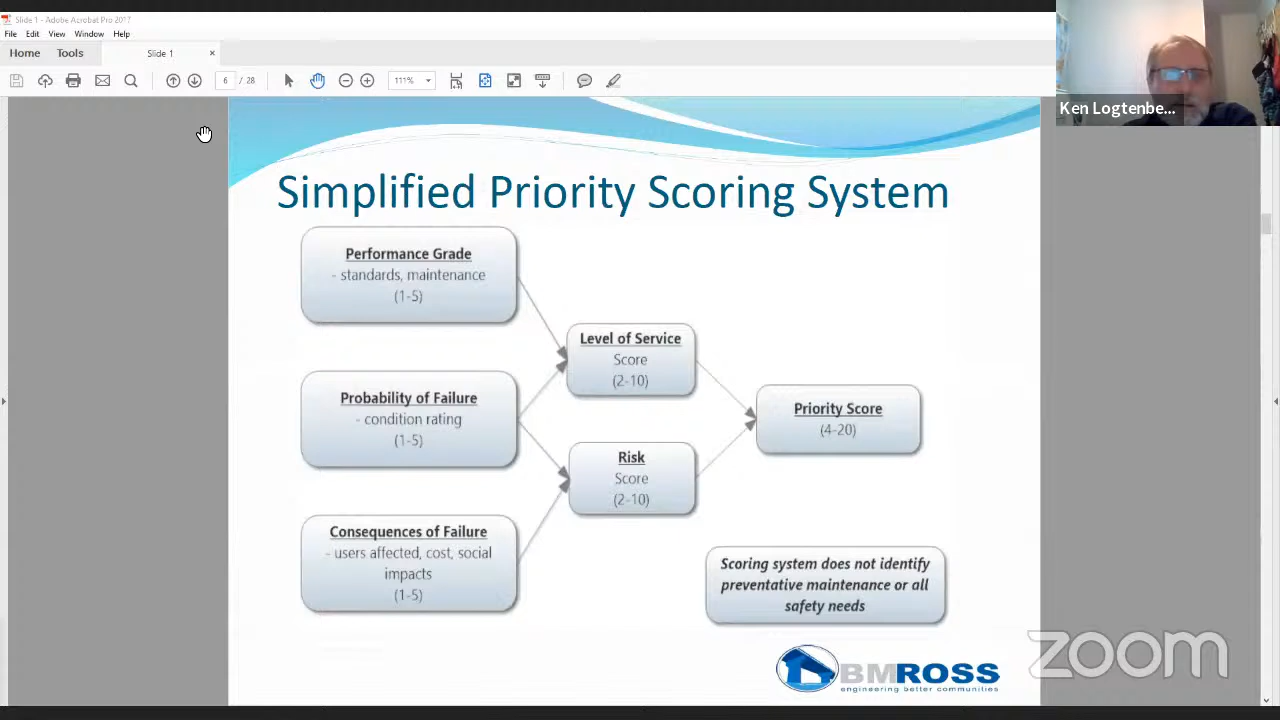 Slide 1 - Adobe Acrobat Pro 2017
File Edit View Window Help
Home Tools Slide 1 ×
6 / 28 111%
Ken Logtenbe...
Simplified Priority Scoring System
Performance Grade
- standards, maintenance
(1-5)
Probability of Failure
- condition rating
(1-5)
Consequences of Failure
- users affected, cost, social
impacts
(1-5)
Level of Service
Score
(2-10)
Risk
Score
(2-10)
Priority Score
(4-20)
Scoring system does not identify
preventative maintenance or all
safety needs
BMROSS
engineering better communities
zoom